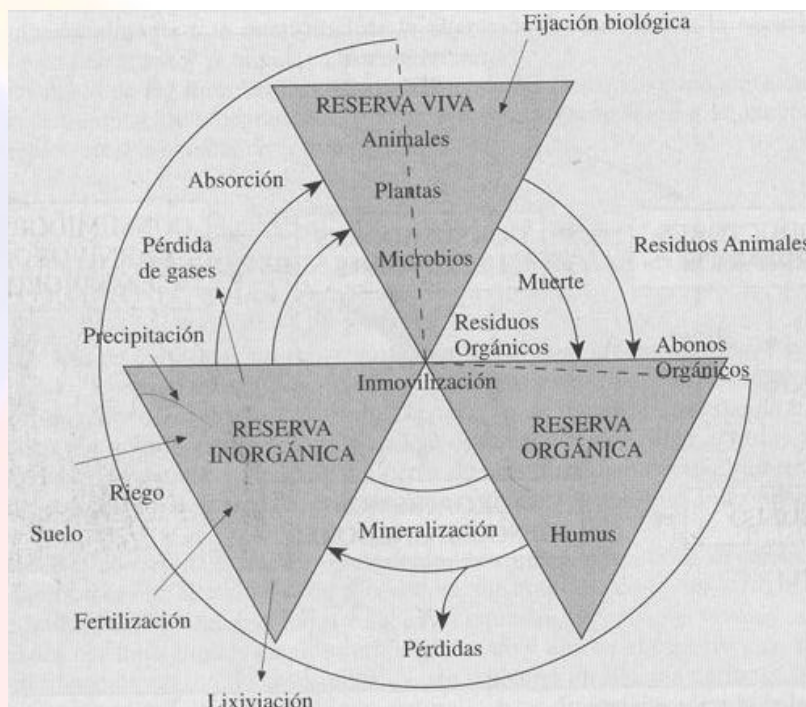 Fijación biológica
RESERVA VIVA
Animales
Absorción
Plantas
Pérdida
de gases
Microbios
Residuos Animales
Muerte
Precipitación
Residuos
Orgánicos
Abonos
Orgánicos
Inmovilización
RESERVA
INORGÁNICA
RESERVA
ORGÁNICA
Riego
Suelo
Mineralización
Humus
Fertilización
Pérdidas
Lixiviación